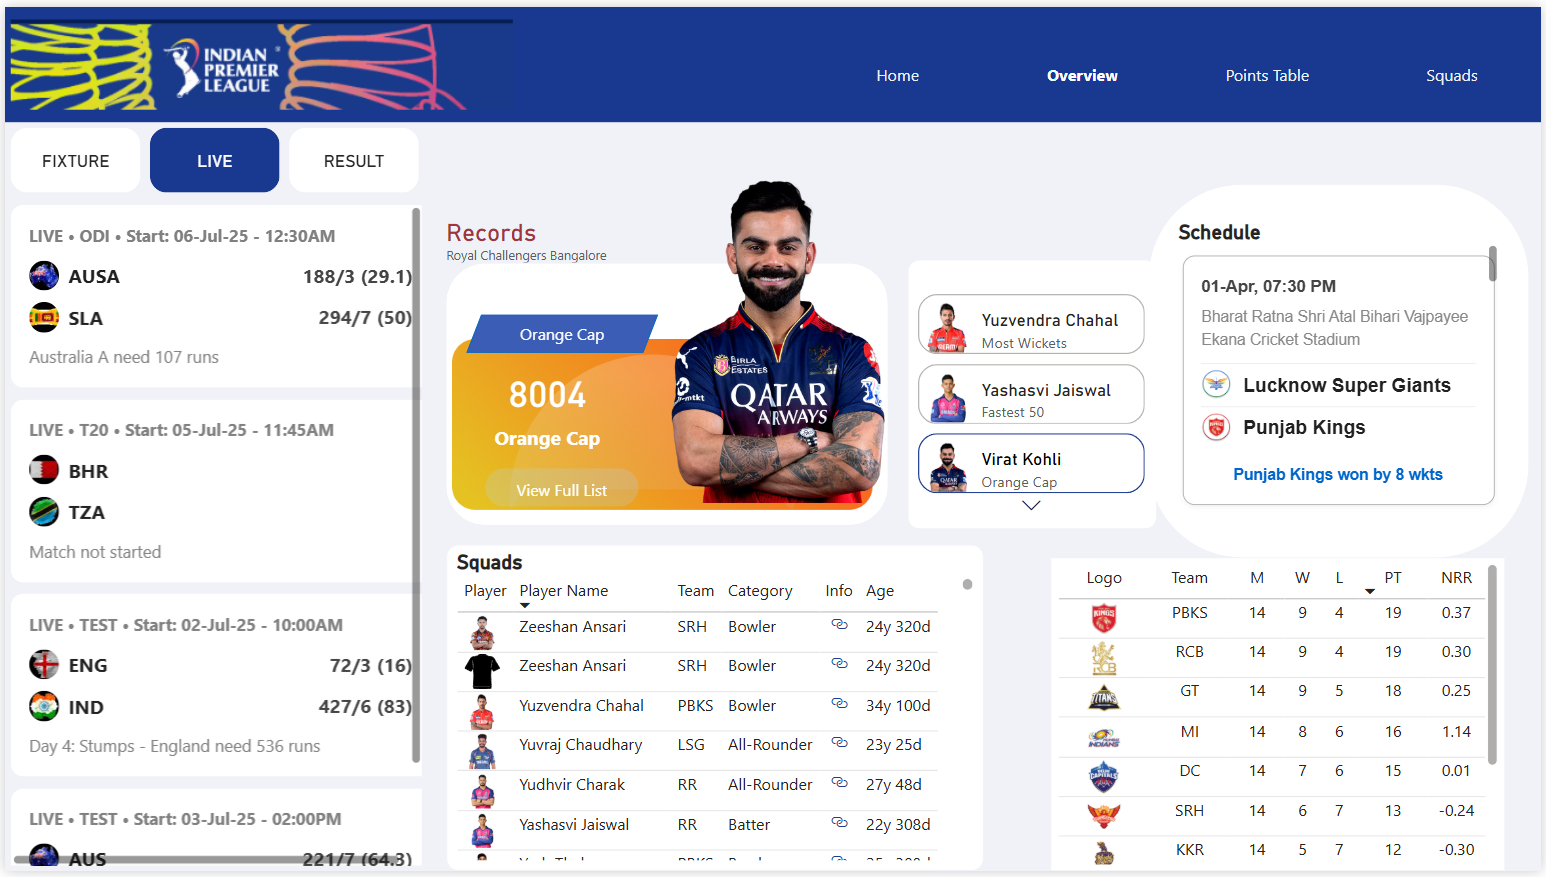 INDIAN
PREMIER
LEAGUE
Home Overview Points Table Squads
FIXTURE LIVE RESULT
LIVE • ODI • Start: 06-Jul-25 - 12:30AM
AUSA 188/3 (29.1)
SLA 294/7 (50)
Australia A need 107 runs
LIVE • T20 • Start: 05-Jul-25 - 11:45AM
BHR
TZA
Match not started
LIVE • TEST • Start: 02-Jul-25 - 10:00AM
ENG 72/3 (16)
IND 427/6 (83)
Day 4: Stumps - England need 536 runs
LIVE • TEST • Start: 03-Jul-25 - 02:00PM
AUS 221/7 (64.3)
Records
Royal Challengers Bangalore
Orange Cap
8004
Orange Cap
View Full List
BIRLA
ESTATES
QATAR
AIRWAYS
Yuzvendra Chahal
Most Wickets
Yashasvi Jaiswal
Fastest 50
Virat Kohli
Orange Cap
Schedule
01-Apr, 07:30 PM
Bharat Ratna Shri Atal Bihari Vajpayee
Ekana Cricket Stadium
Lucknow Super Giants
Punjab Kings
Punjab Kings won by 8 wkts
Squads
Player Player Name Team Category Info Age
Zeeshan Ansari SRH Bowler 24y 320d
Zeeshan Ansari SRH Bowler 24y 320d
Yuzvendra Chahal PBKS Bowler 34y 100d
Yuvraj Chaudhary LSG All-Rounder 23y 25d
Yudhvir Charak RR All-Rounder 27y 48d
Yashasvi Jaiswal RR Batter 22y 308d
Logo Team M W L PT NRR
PBKS 14 9 4 19 0.37
RCB 14 9 4 19 0.30
GT 14 9 5 18 0.25
MI 14 8 6 16 1.14
DC 14 7 6 15 0.01
SRH 14 6 7 13 -0.24
KKR 14 5 7 12 -0.30